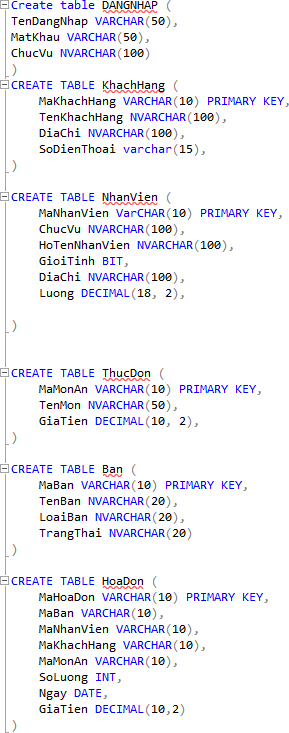 Create table DANGNHAP (
TenDangNhap VARCHAR(50),
MatKhau VARCHAR(50),
ChucVu NVARCHAR(100)
)
CREATE TABLE KhachHang (
MaKhachHang VARCHAR(10) PRIMARY KEY,
TenKhachHang NVARCHAR(100),
DiaChi NVARCHAR(100),
SoDienThoai varchar(15),
)
CREATE TABLE NhanVien (
MaNhanVien VarCHAR(10) PRIMARY KEY,
ChucVu NVARCHAR(100),
HoTenNhanVien NVARCHAR(100),
GioiTinh BIT,
DiaChi NVARCHAR(100),
Luong DECIMAL(18, 2),
)
CREATE TABLE ThucDon (
MaMonAn VARCHAR(10) PRIMARY KEY,
TenMon NVARCHAR(50),
GiaTien DECIMAL(10, 2),
)
CREATE TABLE Ban (
MaBan VARCHAR(10) PRIMARY KEY,
TenBan NVARCHAR(20),
LoaiBan NVARCHAR(20),
TrangThai NVARCHAR(20)
)
CREATE TABLE HoaDon (
MaHoaDon VARCHAR(10) PRIMARY KEY,
MaBan VARCHAR(10),
MaNhanVien VARCHAR(10),
MaKhachHang VARCHAR(10),
MaMonAn VARCHAR(10),
SoLuong INT,
Ngay DATE,
GiaTien DECIMAL(10,2)
)